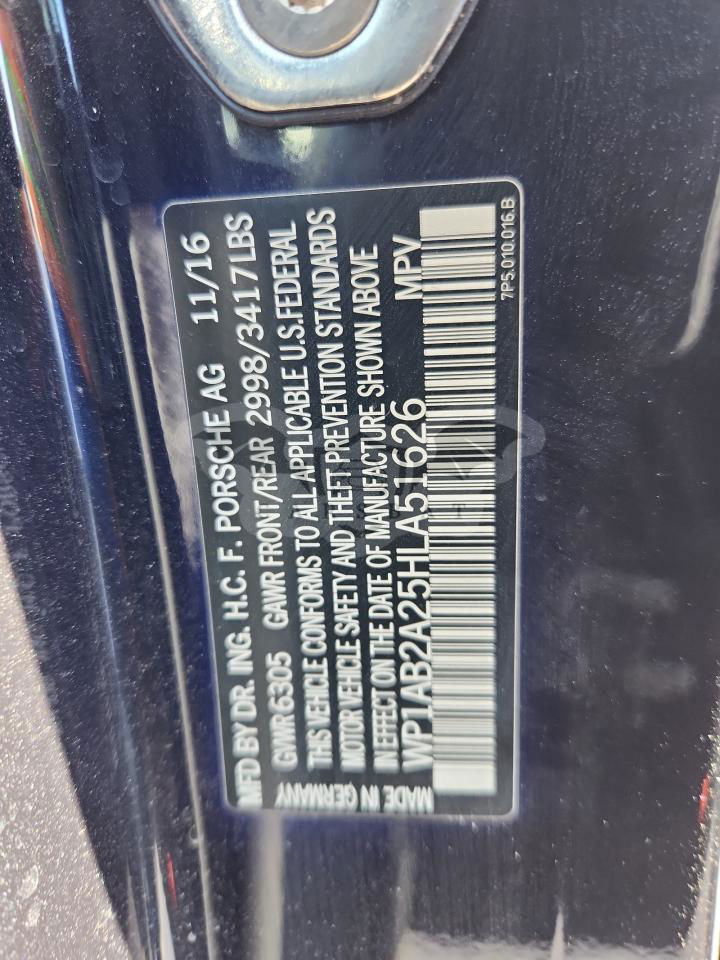 MFD BY DR. ING. H.C. F. PORSCHE AG 11/16
GVWR 6305 GAWR FRONT/REAR 2998/3417 LBS
THIS VEHICLE CONFORMS TO ALL APPLICABLE U.S.FEDERAL
MOTOR VEHICLE SAFETY AND THEFT PREVENTION STANDARDS
IN EFFECT ON THE DATE OF MANUFACTURE SHOWN ABOVE
MADE IN GERMANY WP1AB2A25HLA51626 MPV
7P5.010.016.B